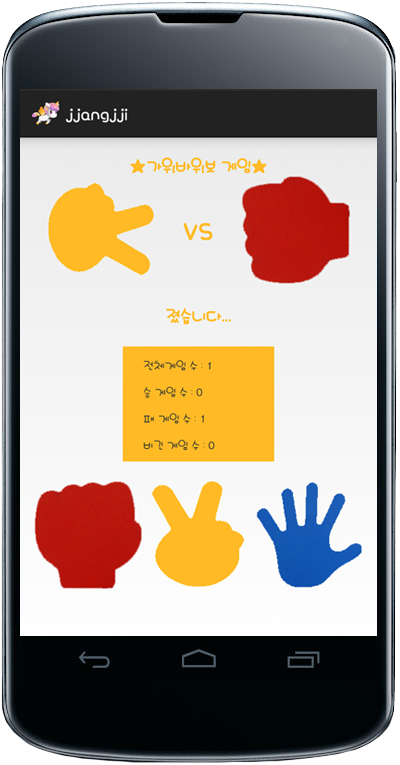 jjangjji
★가위바위보 게임★
VS
졌습니다...
전체게임 수 : 1
승 게임 수 : 0
패 게임 수 : 1
비긴 게임 수 : 0